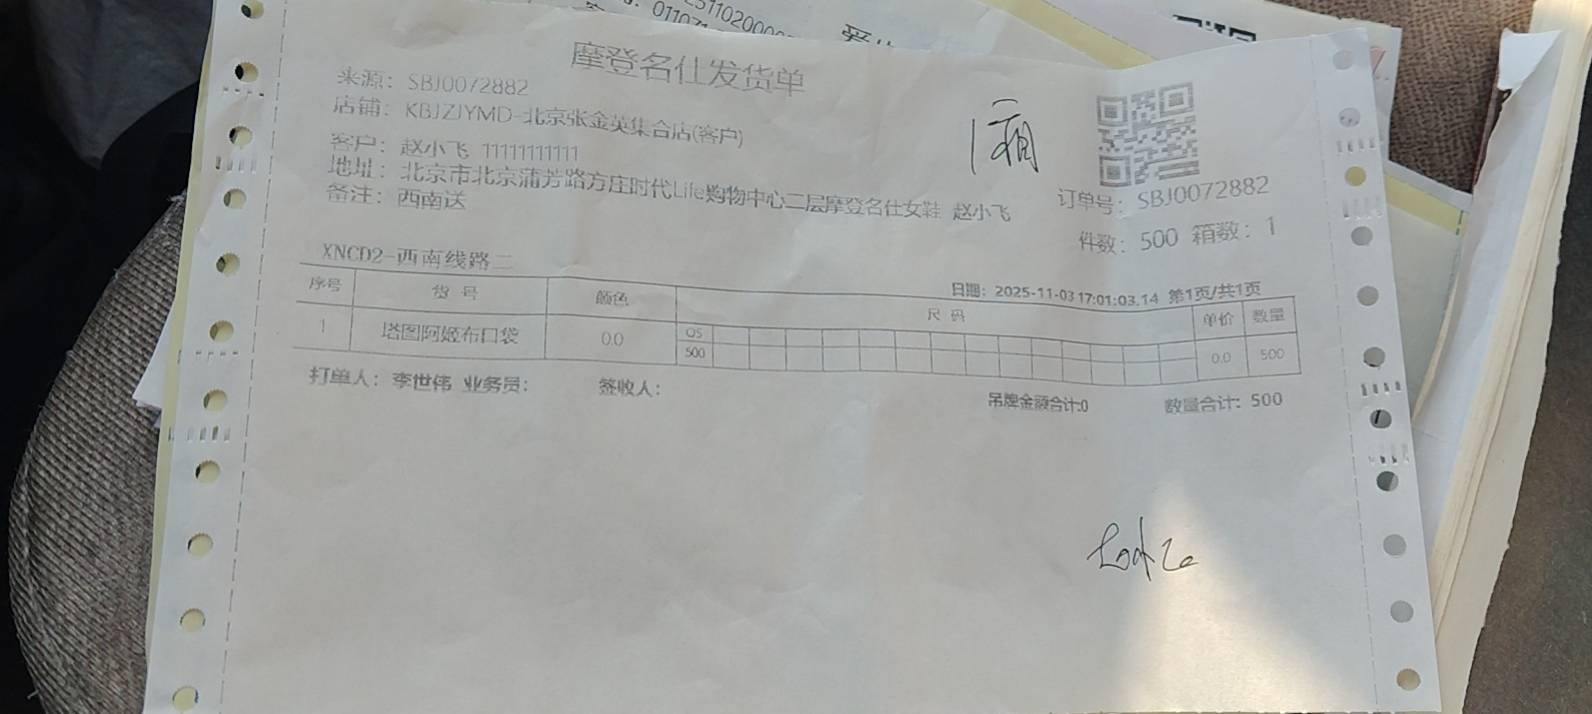 摩登名仕发货单
来源：SBJ0072882
店铺：KBJZJYMD-北京张金英集合店(客户)
客户：赵小飞 11111111111
地址：北京市北京蒲芳路方庄时代Life购物中心二层摩登名仕女鞋 赵小飞
备注：西南送
1箱
订单号：SBJ0072882
件数：500 箱数：1
XNCD2-西南线路二
日期：2025-11-03 17:01:03.14 第1页/共1页
序号 货号 颜色 尺码 单价 数量
1 塔图阿姬布口袋 0.0 OS 0.0 500
500
打单人：李世伟 业务员： 签收人： 吊牌金额合计:0 数量合计：500